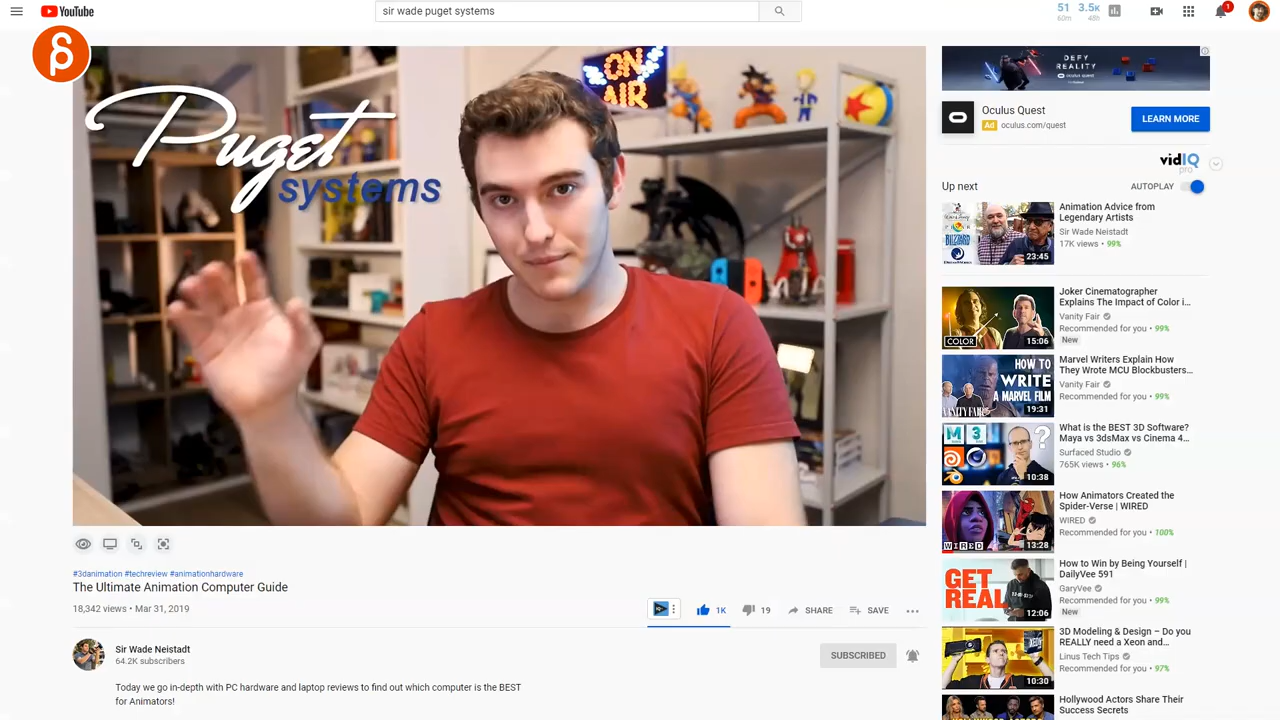 YouTube
sir wade puget systems
51
60m
3.5K
48h
1
Puget
systems
ON
AIR
DEFY
REALITY
oculus quest
Oculus Quest
Ad oculus.com/quest
LEARN MORE
vidIQ
pro
Up next
AUTOPLAY
BLIZZARD
23:45
Animation Advice from
Legendary Artists
Sir Wade Neistadt
17K views • 99%
COLOR
15:06
Joker Cinematographer
Explains The Impact of Color i...
Vanity Fair
Recommended for you • 99%
New
HOW TO
WRITE
A MARVEL FILM
VANITY FAIR
19:31
Marvel Writers Explain How
They Wrote MCU Blockbusters...
Vanity Fair
Recommended for you • 99%
M 3
?
10:38
What is the BEST 3D Software?
Maya vs 3dsMax vs Cinema 4...
Surfaced Studio
765K views • 96%
WIRED
13:28
How Animators Created the
Spider-Verse | WIRED
WIRED
Recommended for you • 100%
GET
REAL
12:06
How to Win by Being Yourself |
DailyVee 591
GaryVee
Recommended for you • 99%
New
10:30
3D Modeling & Design – Do you
REALLY need a Xeon and...
Linus Tech Tips
Recommended for you • 97%
Hollywood Actors Share Their
Success Secrets
#3danimation #techreview #animationhardware
The Ultimate Animation Computer Guide
18,342 views • Mar 31, 2019
1K
19
SHARE
SAVE
Sir Wade Neistadt
64.2K subscribers
SUBSCRIBED
Today we go in-depth with PC hardware and laptop reviews to find out which computer is the BEST
for Animators!